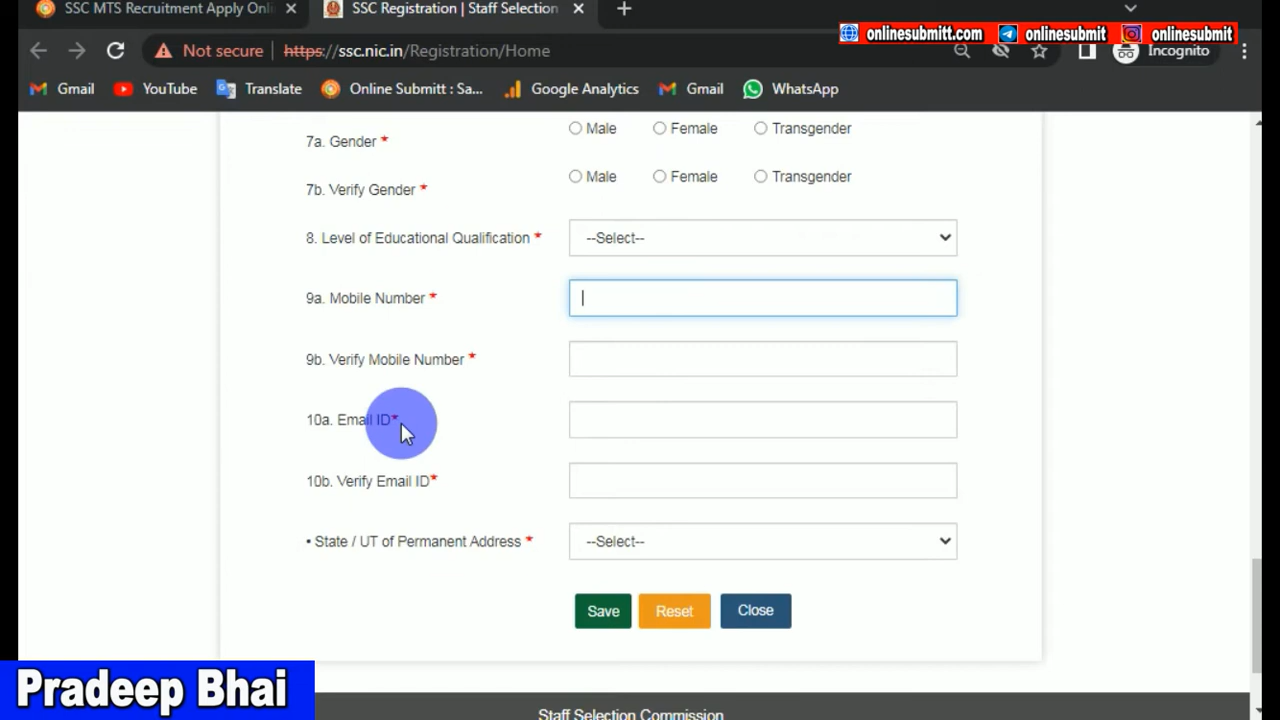 SSC MTS Recruitment Apply Onli
SSC Registration | Staff Selection
onlinesubmitt.com onlinesubmit onlinesubmit
Not secure https://ssc.nic.in/Registration/Home Incognito
Gmail YouTube Translate Online Submitt : Sa... Google Analytics Gmail WhatsApp
7a. Gender * Male Female Transgender
7b. Verify Gender * Male Female Transgender
8. Level of Educational Qualification * --Select--
9a. Mobile Number *
9b. Verify Mobile Number *
10a. Email ID*
10b. Verify Email ID*
• State / UT of Permanent Address * --Select--
Save Reset Close
Pradeep Bhai
Staff Selection Commission